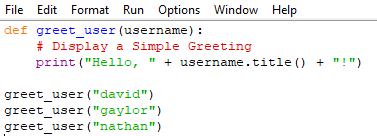 File Edit Format Run Options Window Help
def greet_user(username):
    # Display a Simple Greeting
    print("Hello, " + username.title() + "!")

greet_user("david")
greet_user("gaylor")
greet_user("nathan")